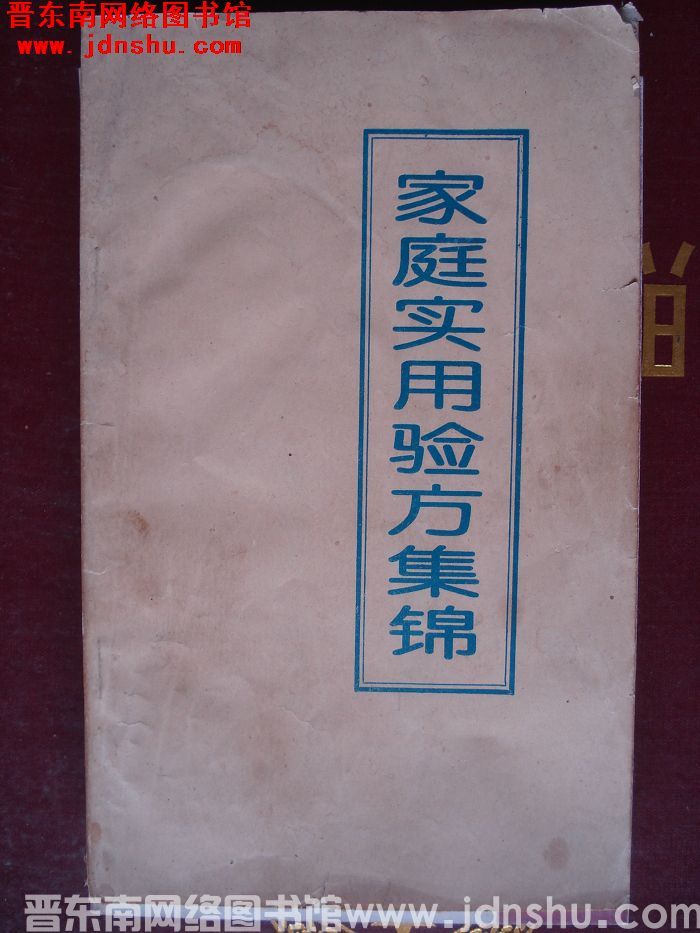 晋东南网络图书馆
www.jdnshu.com
家庭实用验方集锦
晋东南网络图书馆www.jdnshu.com